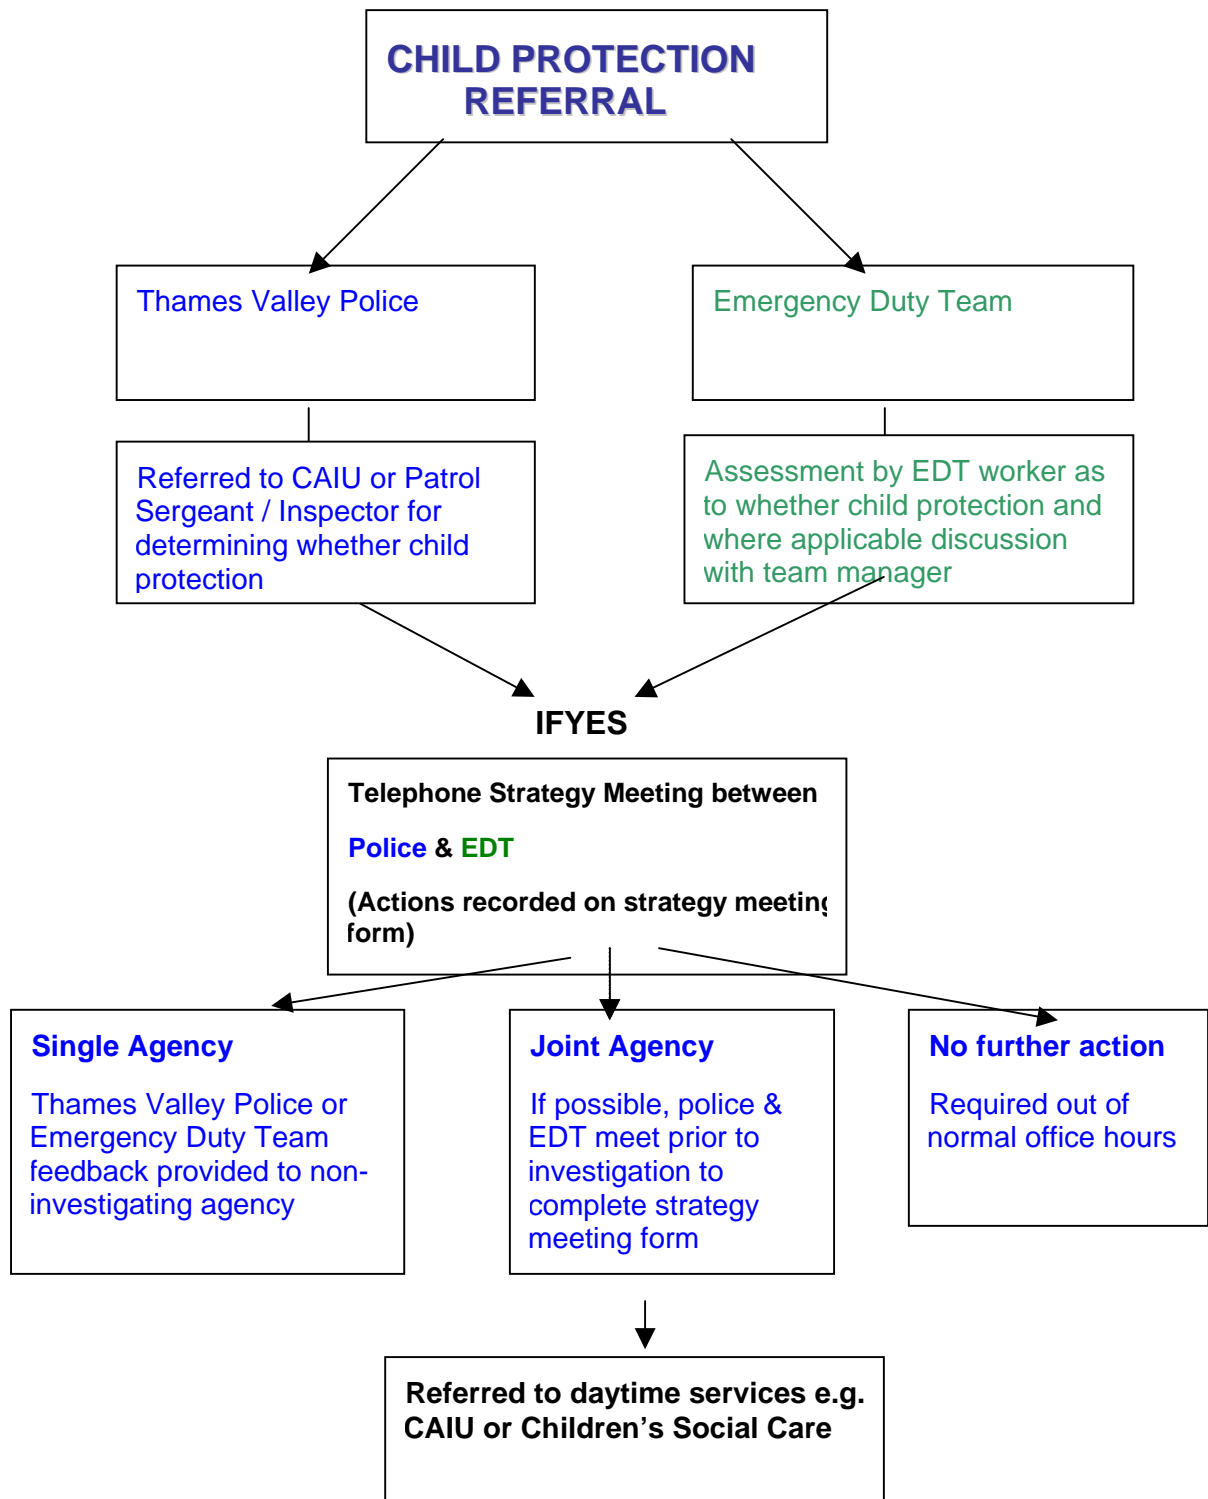 CHILD PROTECTION
REFERRAL
Thames Valley Police
Emergency Duty Team
Referred to CAIU or Patrol
Sergeant / Inspector for
determining whether child
protection
Assessment by EDT worker as
to whether child protection and
where applicable discussion
with team manager
IFYES
Telephone Strategy Meeting between
Police & EDT
(Actions recorded on strategy meeting
form)
Single Agency
Thames Valley Police or
Emergency Duty Team
feedback provided to non-
investigating agency
Joint Agency
If possible, police &
EDT meet prior to
investigation to
complete strategy
meeting form
No further action
Required out of
normal office hours
Referred to daytime services e.g.
CAIU or Children’s Social Care